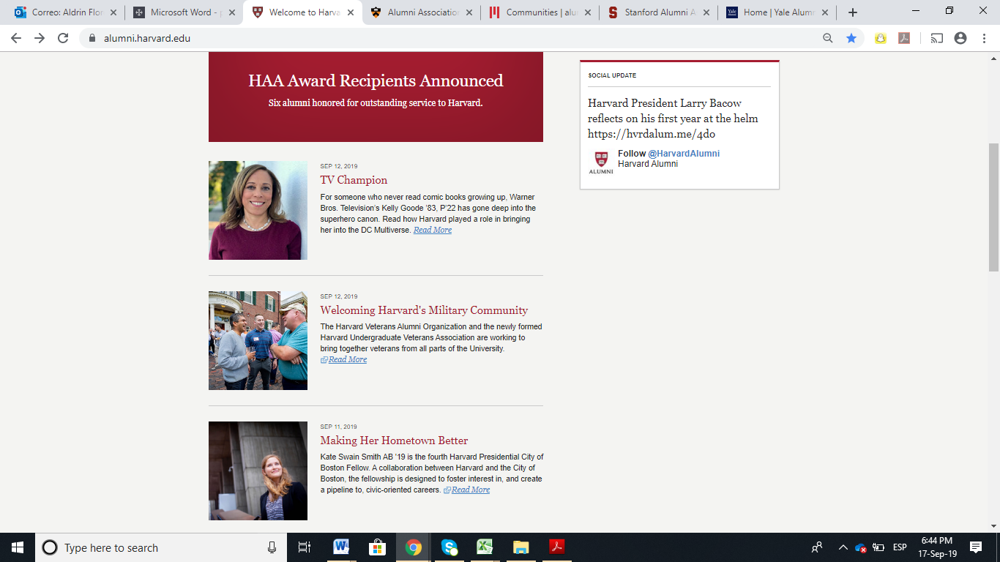 Correo: Aldrin Flor
Microsoft Word - p
Welcome to Harva
Alumni Association
Communities | alu
Stanford Alumni A
Home | Yale Alumn
alumni.harvard.edu
HAA Award Recipients Announced
Six alumni honored for outstanding service to Harvard.
SEP 12, 2019
TV Champion
For someone who never read comic books growing up, Warner
Bros. Television's Kelly Goode '83, P'22 has gone deep into the
superhero canon. Read how Harvard played a role in bringing
her into the DC Multiverse. Read More
SEP 12, 2019
Welcoming Harvard's Military Community
The Harvard Veterans Alumni Organization and the newly formed
Harvard Undergraduate Veterans Association are working to
bring together veterans from all parts of the University.
Read More
SEP 11, 2019
Making Her Hometown Better
Kate Swain Smith AB '19 is the fourth Harvard Presidential City of
Boston Fellow. A collaboration between Harvard and the City of
Boston, the fellowship is designed to foster interest in, and create
a pipeline to, civic-oriented careers. Read More
SOCIAL UPDATE
Harvard President Larry Bacow
reflects on his first year at the helm
https://hvrdalum.me/4do
ALUMNI
Follow @HarvardAlumni
Harvard Alumni
Type here to search
ESP
6:44 PM
17-Sep-19